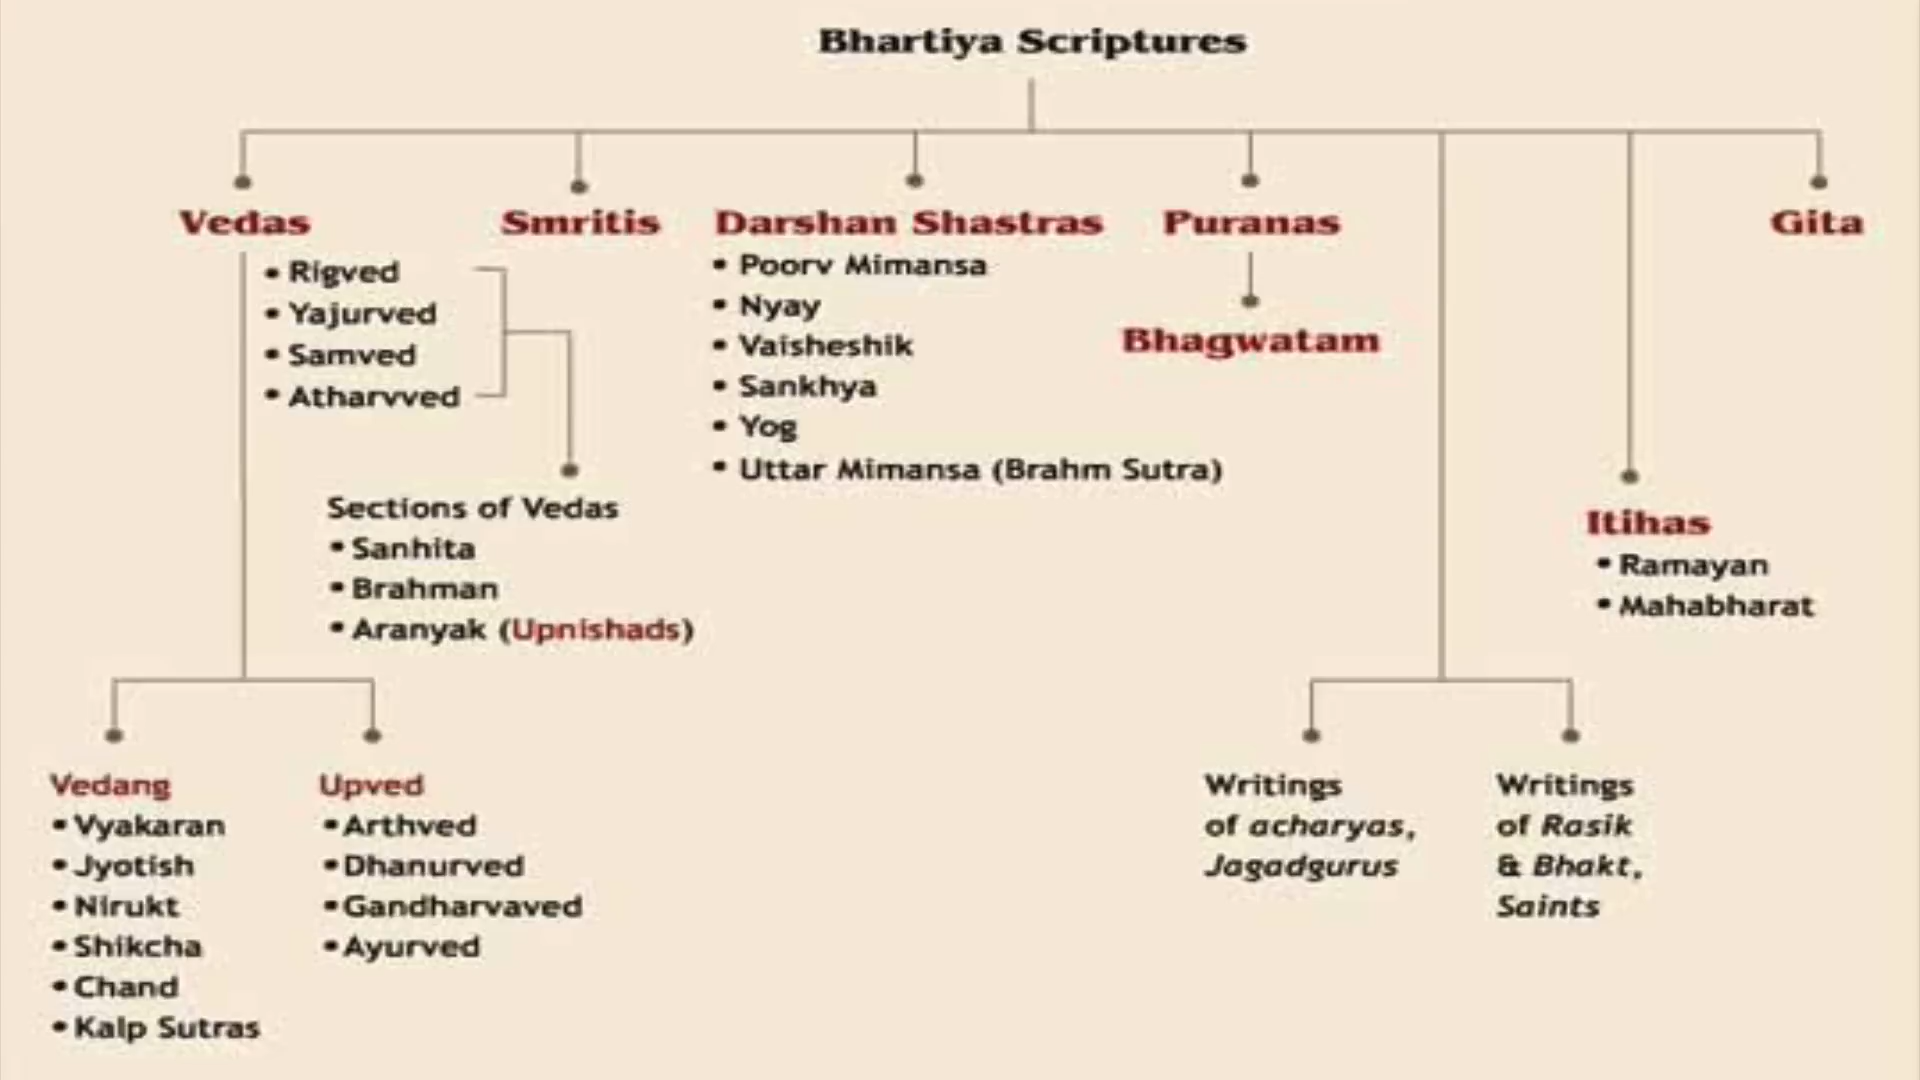 Bhartiya Scriptures
Vedas
• Rigved
• Yajurved
• Samved
• Atharvved
Sections of Vedas
• Sanhita
• Brahman
• Aranyak (Upnishads)
Vedang
• Vyakaran
• Jyotish
• Nirukt
• Shikcha
• Chand
• Kalp Sutras
Upved
• Arthved
• Dhanurved
• Gandharvaved
• Ayurved
Smritis
Darshan Shastras
• Poorv Mimansa
• Nyay
• Vaisheshik
• Sankhya
• Yog
• Uttar Mimansa (Brahm Sutra)
Puranas
Bhagwatam
Writings
of acharyas,
Jagadgurus
Writings
of Rasik
& Bhakt,
Saints
Itihas
• Ramayan
• Mahabharat
Gita